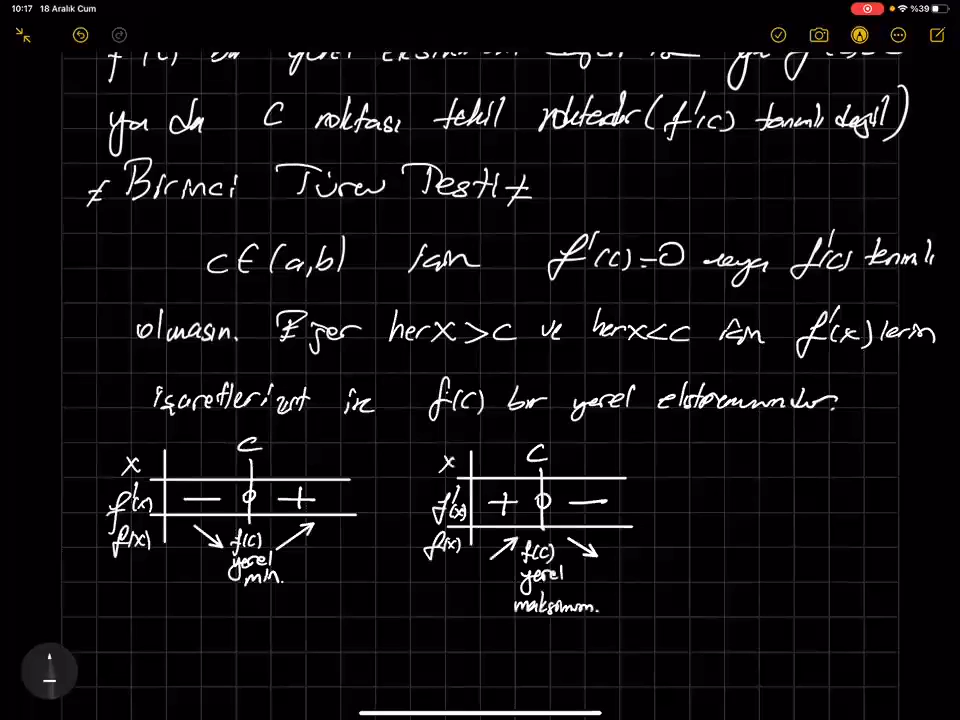 10:17 18 Aralık Cum %39
f'(c) bir yerel
ya da C noktası tekil noktadır (f'(c) tanımlı değil)
≠ Birinci Türev Testi ≠
c∈(a,b) için f'(c)=0 veya f'(c) tanımlı
olmasın. Eğer her x>c ve her x<c için f'(x) lerin
işaretleri zıt ise f(c) bir yerel ekstremumdur.
x C
f'(x) — 0 +
f(x) ↘ f(c) yerel min. ↗
x C
f'(x) + 0 —
f(x) ↗ f(c) yerel maksimum. ↘